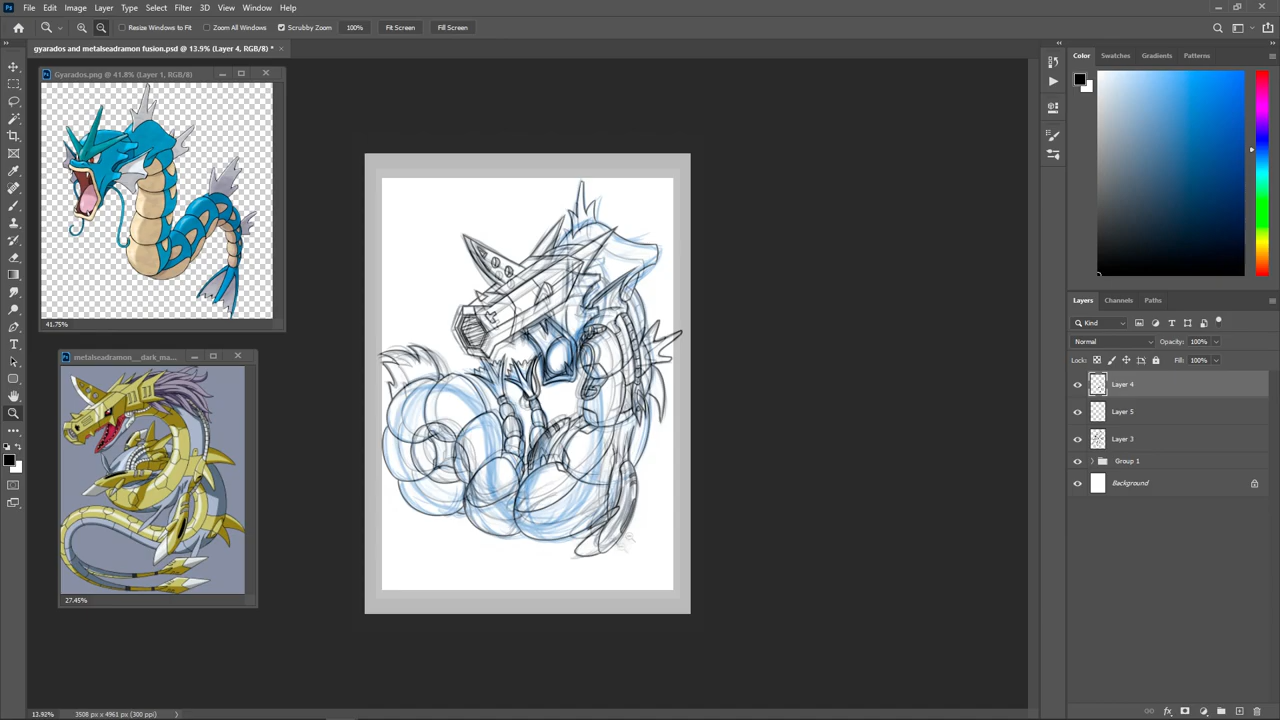 Ps File Edit Image Layer Type Select Filter 3D View Plugins Window Help
Resize Windows to Fit Zoom All Windows Scrubby Zoom 100% Fit Screen Fill Screen
gyarados and metalseadramon fusion.psd @ 13.9% (Layer 4, RGB/8) *
Gyarados.png @ 41.8% (Layer 1, RGB/8)
41.75%
metalseadramon__dark_ma...
27.45%
Color Swatches Gradients Patterns
Layers Channels Paths
Kind
Normal Opacity: 100%
Lock: Fill: 100%
Layer 4
Layer 5
Layer 3
Group 1
Background
fx
13.92% 3508 px x 4961 px (300 ppi)